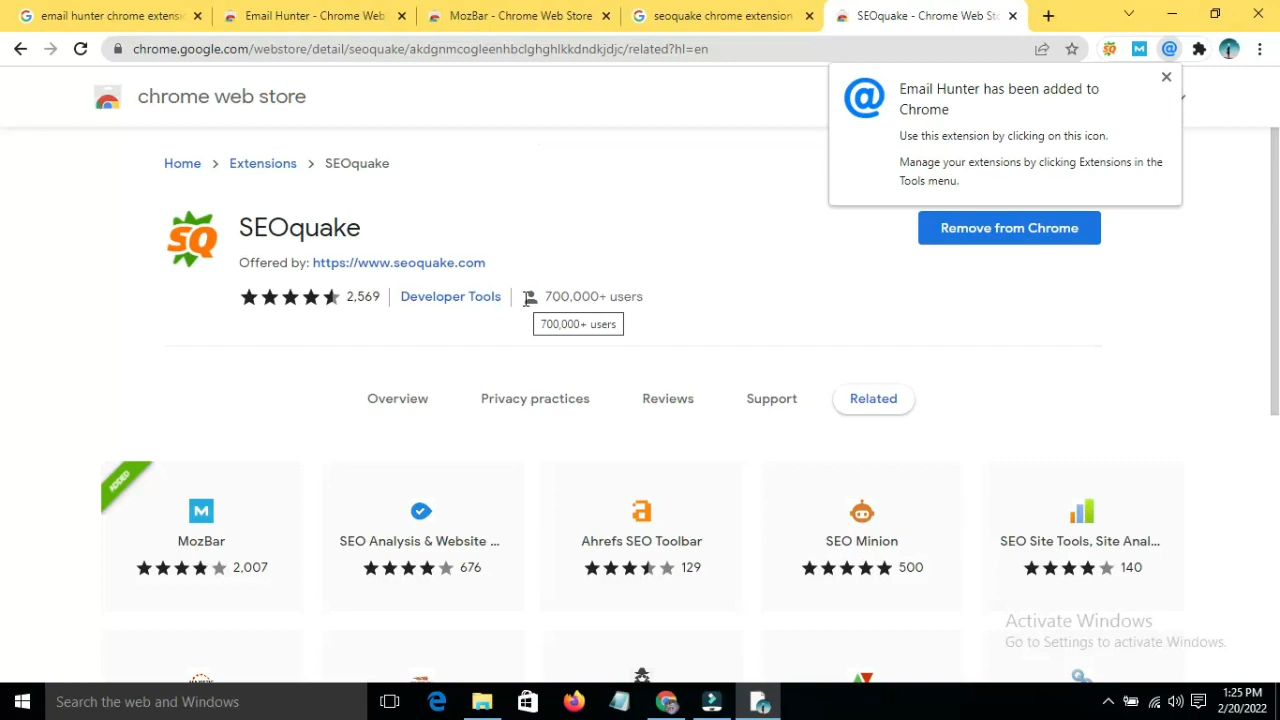 email hunter chrome extensi
Email Hunter - Chrome Web
MozBar - Chrome Web Store
seoquake chrome extension
SEOquake - Chrome Web Sto
chrome.google.com/webstore/detail/seoquake/akdgnmcogleenhbclghghlkkdndkjdjc/related?hl=en
chrome web store
Email Hunter has been added to
Chrome
Use this extension by clicking on this icon.
Manage your extensions by clicking Extensions in the
Tools menu.
Home > Extensions > SEOquake
SQ
SEOquake
Remove from Chrome
Offered by: https://www.seoquake.com
2,569
Developer Tools
700,000+ users
700,000+ users
Overview
Privacy practices
Reviews
Support
Related
ADDED
M
MozBar
2,007
SEO Analysis & Website ...
676
a
Ahrefs SEO Toolbar
129
SEO Minion
500
SEO Site Tools, Site Anal...
140
Activate Windows
Go to Settings to activate Windows.
Search the web and Windows
1:25 PM
2/20/2022